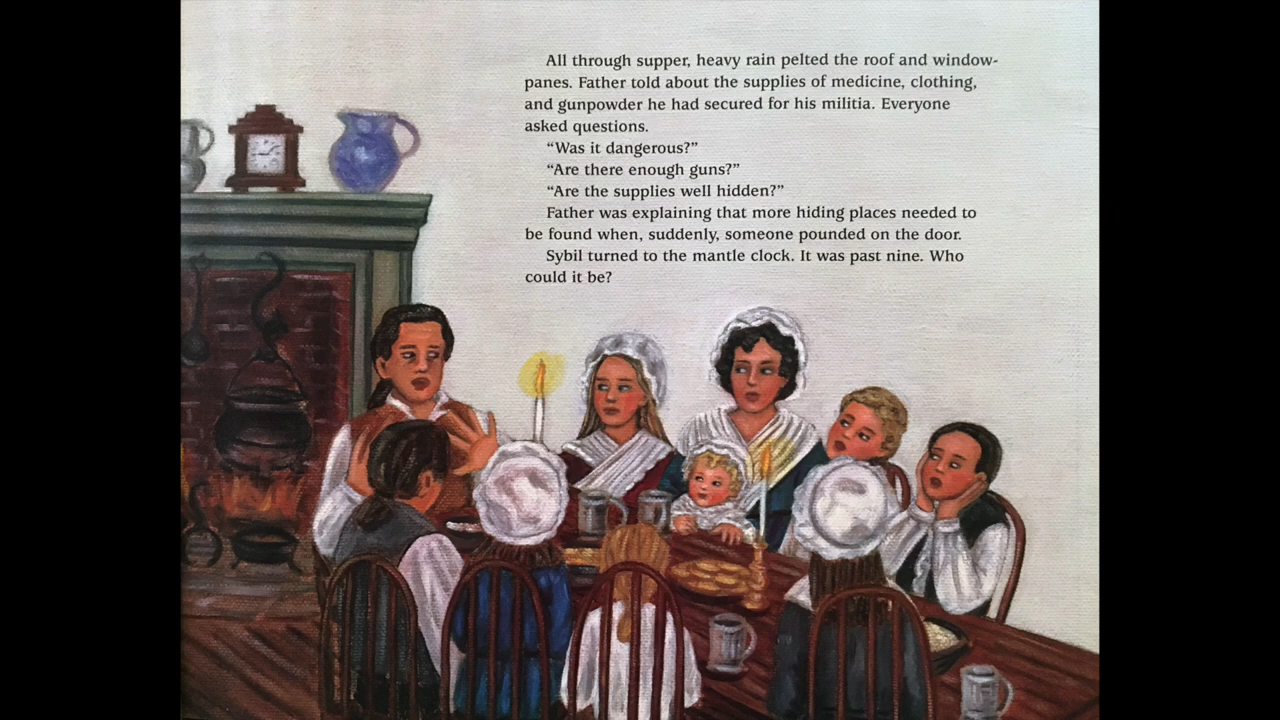 All through supper, heavy rain pelted the roof and window-
panes. Father told about the supplies of medicine, clothing,
and gunpowder he had secured for his militia. Everyone
asked questions.
“Was it dangerous?”
“Are there enough guns?”
“Are the supplies well hidden?”
Father was explaining that more hiding places needed to
be found when, suddenly, someone pounded on the door.
Sybil turned to the mantle clock. It was past nine. Who
could it be?